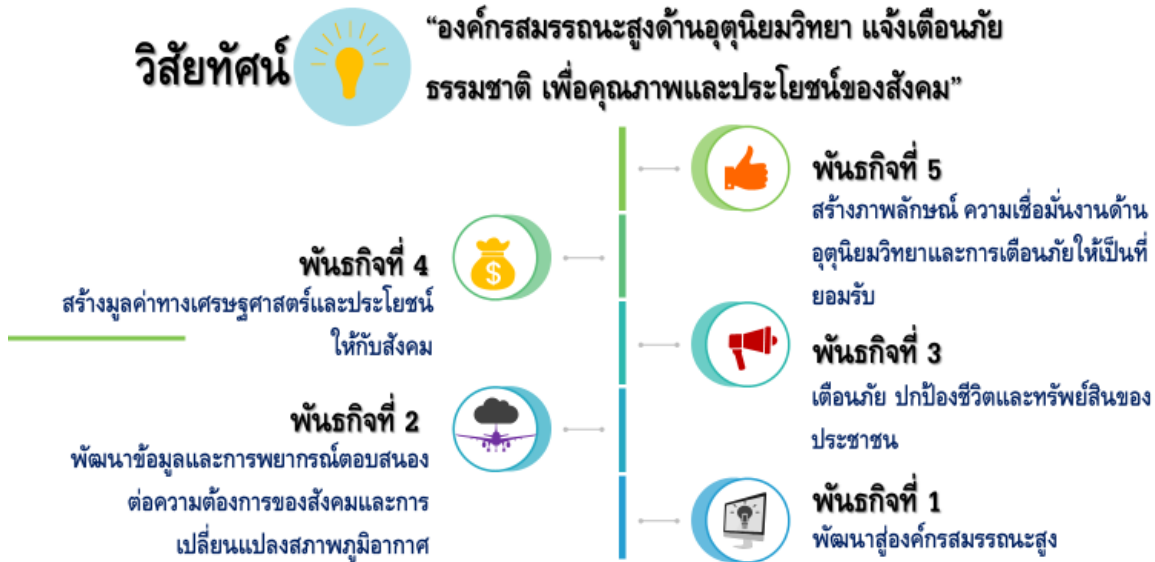 วิสัยทัศน์
“องค์กรสมรรถนะสูงด้านอุตุนิยมวิทยา แจ้งเตือนภัย
ธรรมชาติ เพื่อคุณภาพและประโยชน์ของสังคม”
พันธกิจที่ 5
สร้างภาพลักษณ์ ความเชื่อมั่นงานด้าน
อุตุนิยมวิทยาและการเตือนภัยให้เป็นที่
ยอมรับ
พันธกิจที่ 4
สร้างมูลค่าทางเศรษฐศาสตร์และประโยชน์
ให้กับสังคม
$
พันธกิจที่ 3
เตือนภัย ปกป้องชีวิตและทรัพย์สินของ
ประชาชน
พันธกิจที่ 2
พัฒนาข้อมูลและการพยากรณ์ตอบสนอง
ต่อความต้องการของสังคมและการ
เปลี่ยนแปลงสภาพภูมิอากาศ
พันธกิจที่ 1
พัฒนาสู่องค์กรสมรรถนะสูง